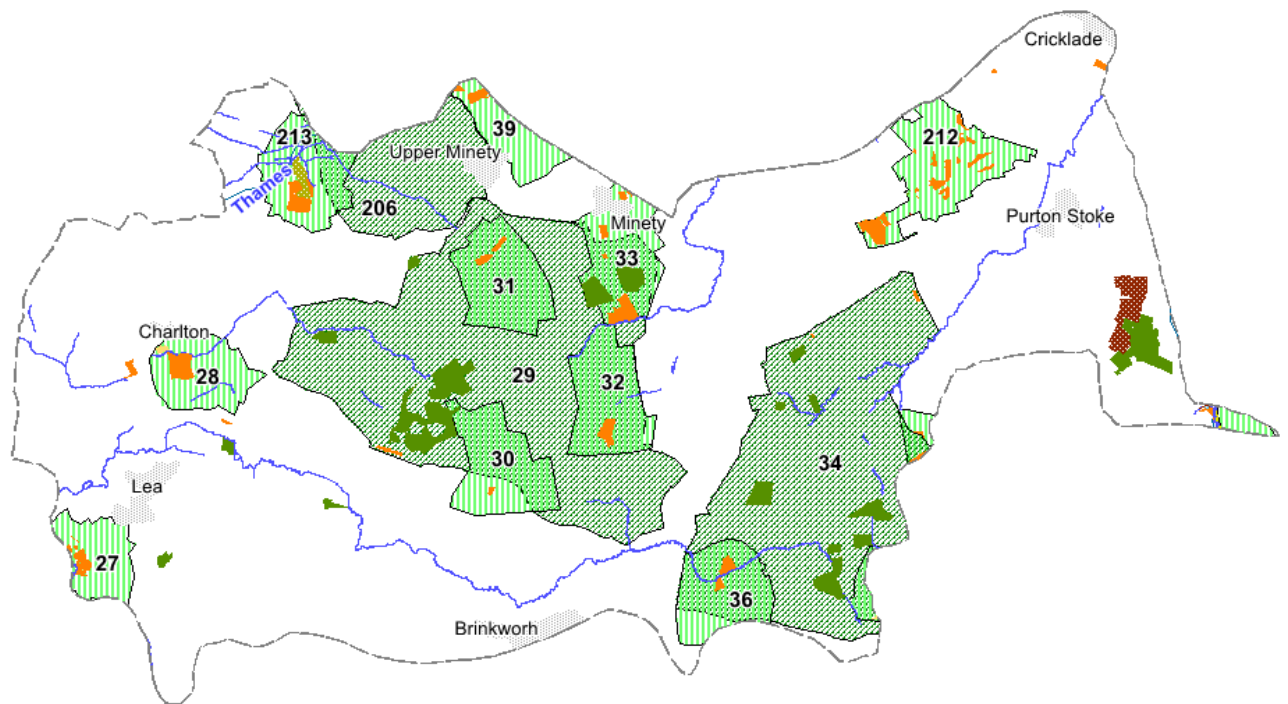 Cricklade
39
213
212
Upper Minety
Thames
206
Purton Stoke
Minety
33
31
Charlton
28
29
32
30
34
Lea
27
36
Brinkworh